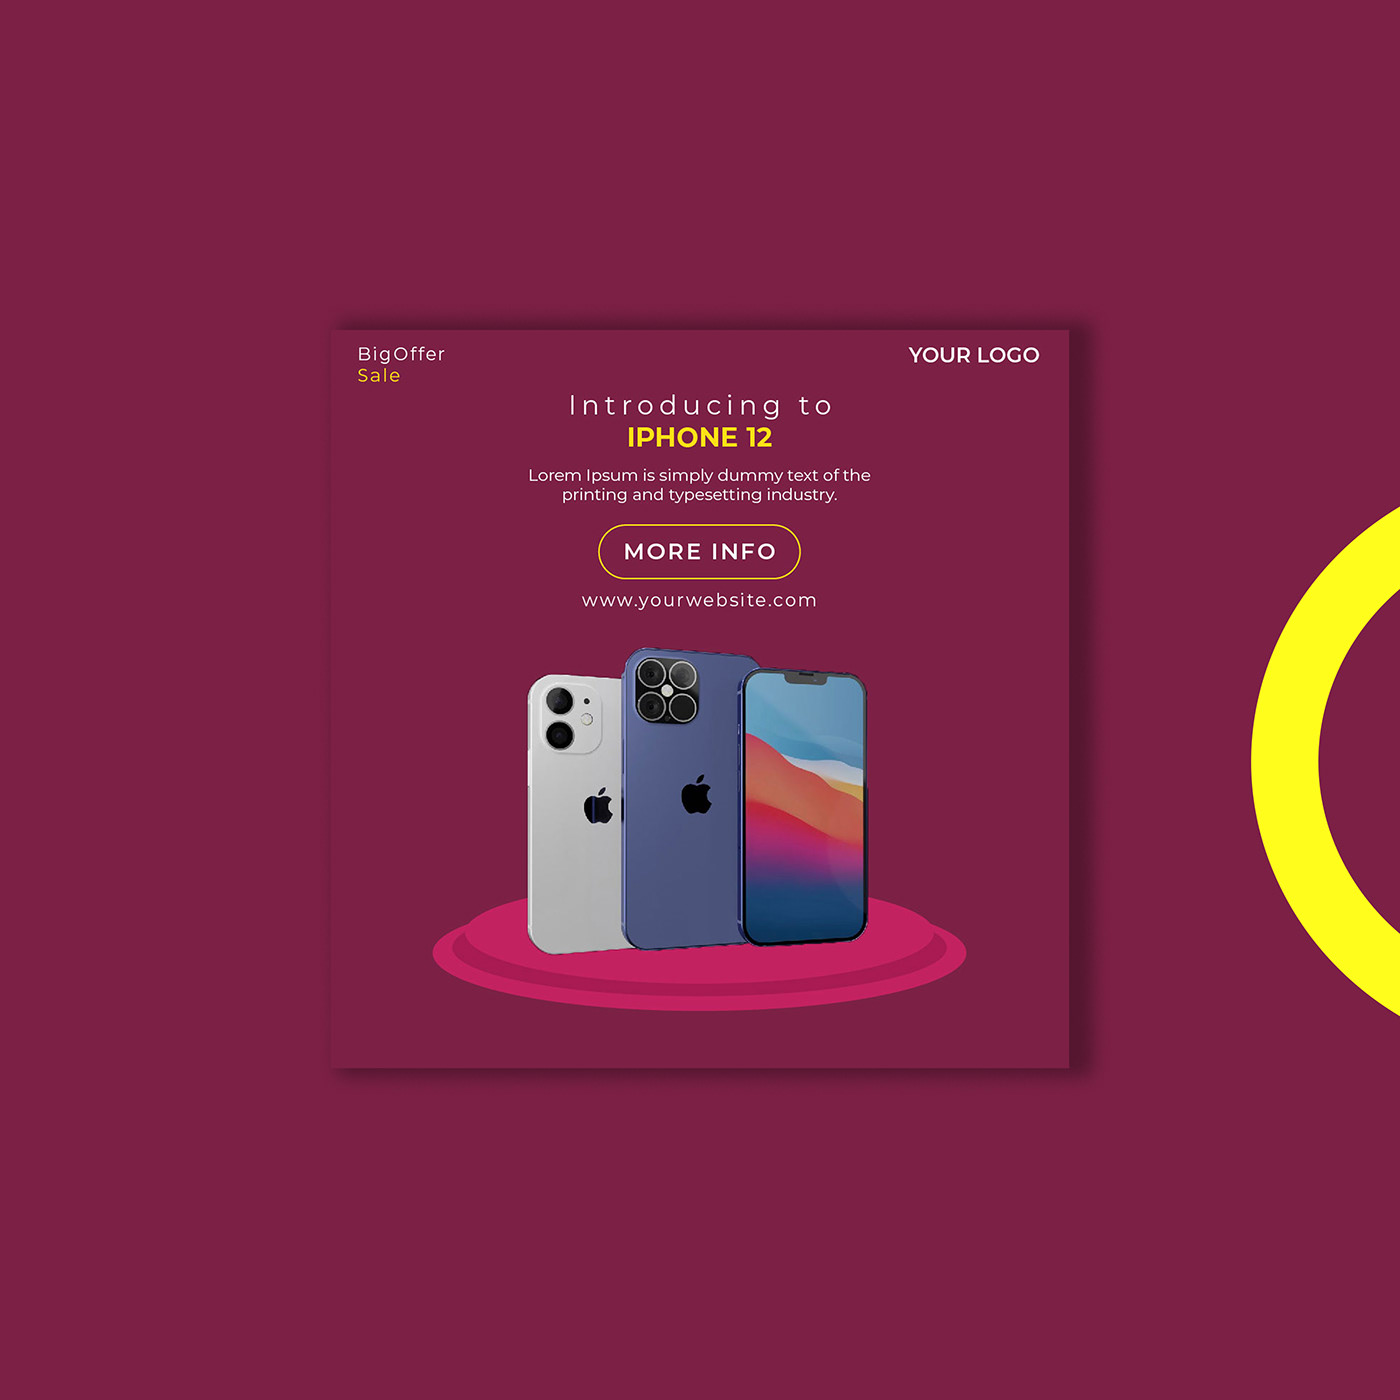 BigOffer
Sale
YOUR LOGO
Introducing to
IPHONE 12
Lorem Ipsum is simply dummy text of the
printing and typesetting industry.
MORE INFO
www.yourwebsite.com